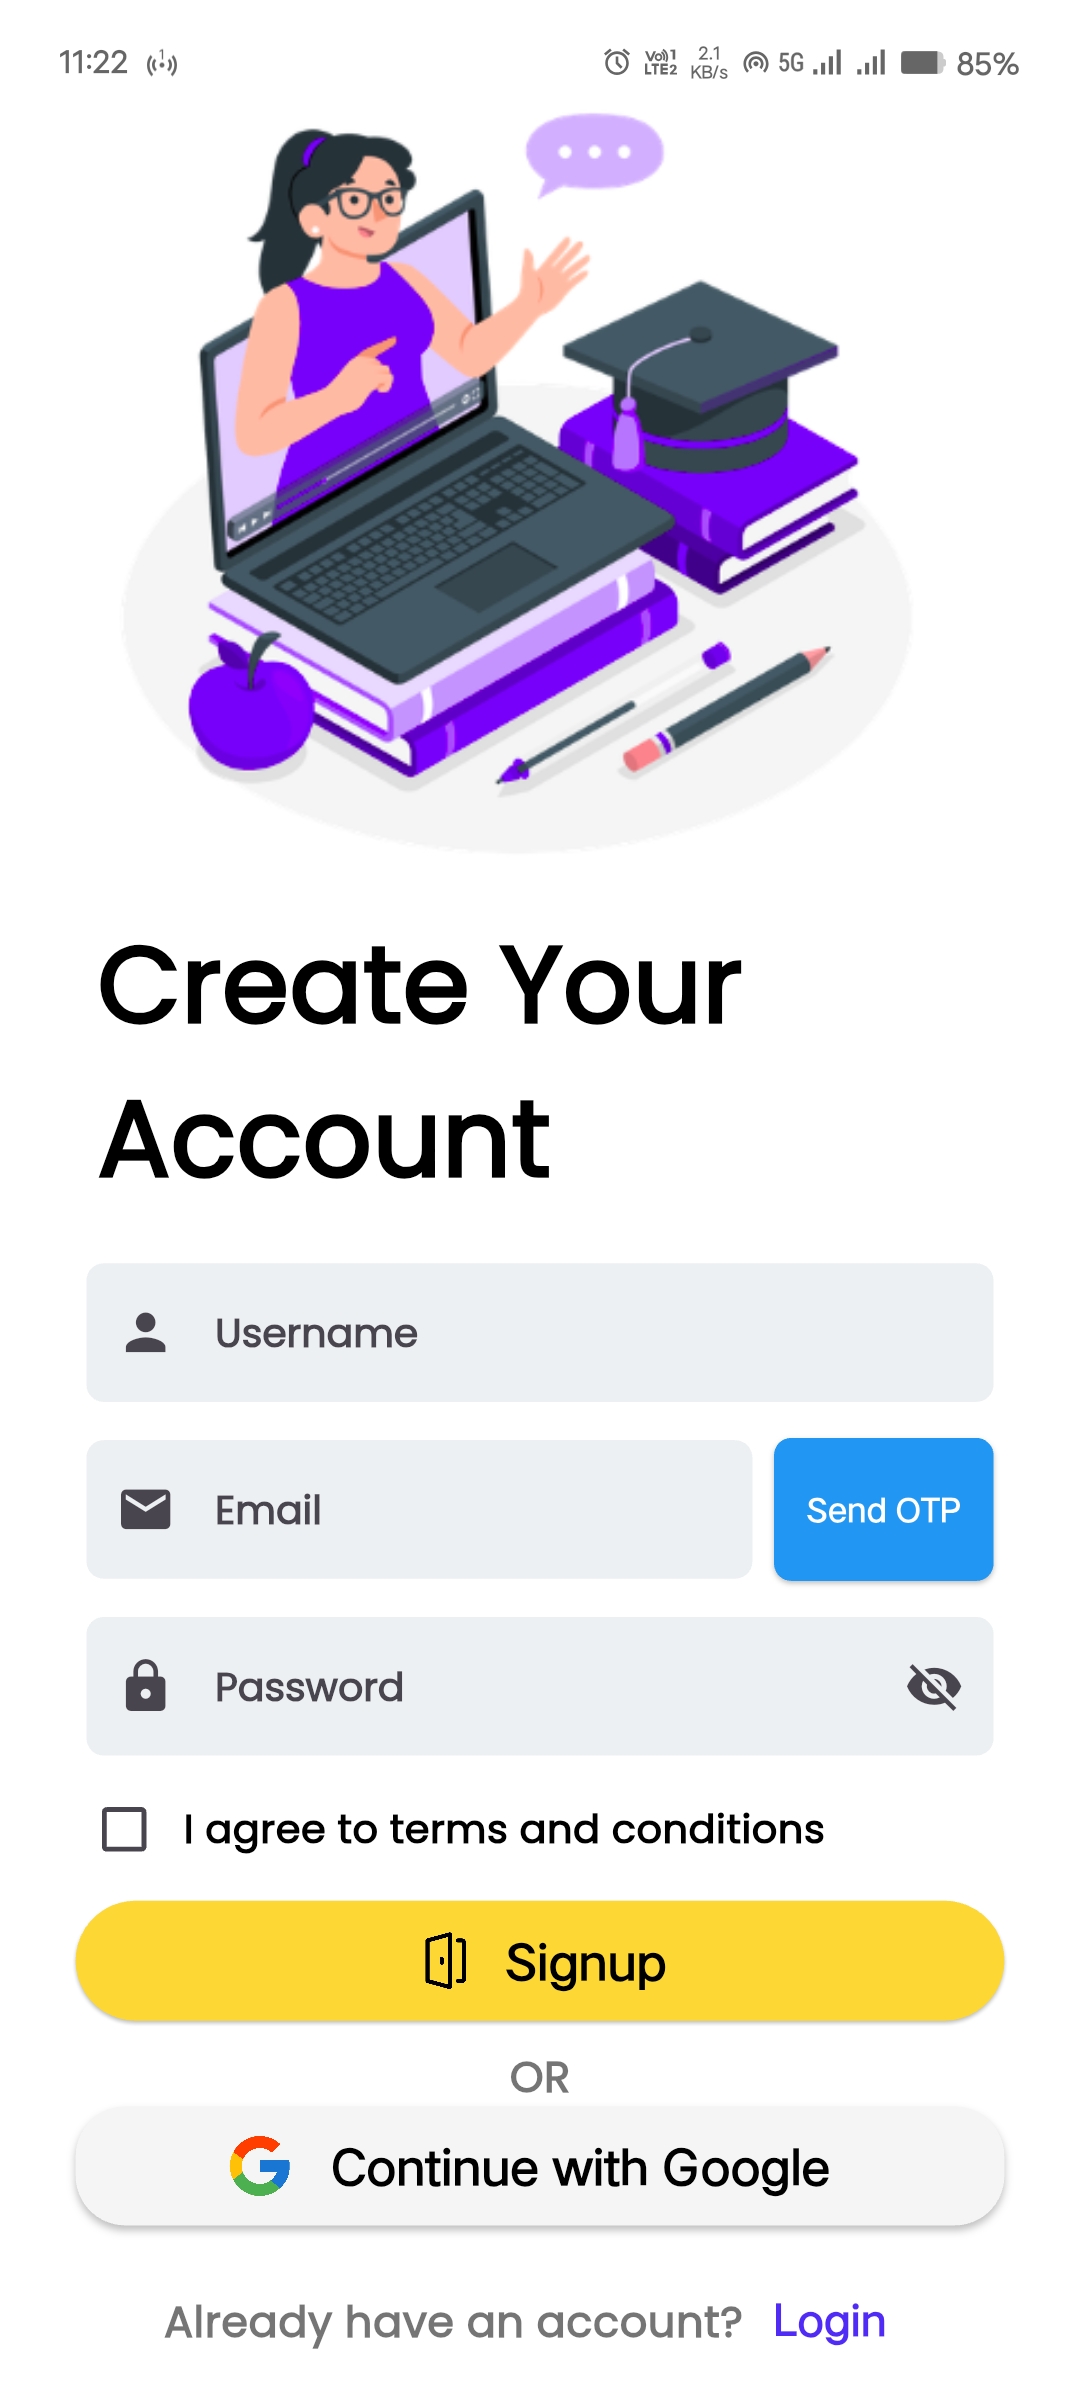 11:22
Vo)) 1
LTE2
2.1
KB/s
5G
85%
Create Your
Account
Username
Email
Send OTP
Password
I agree to terms and conditions
Signup
OR
Continue with Google
Already have an account? Login